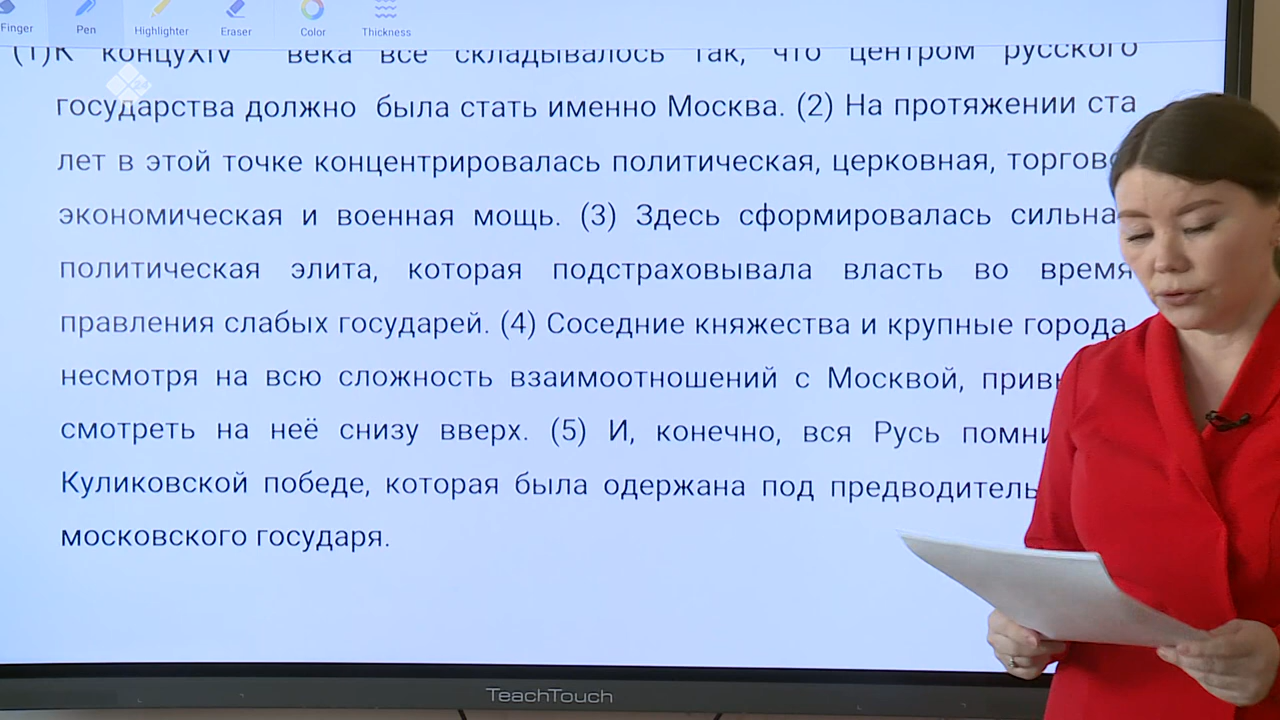 Finger Pen Highlighter Eraser Color Thickness
(1)К концуXIV века все складывалось так, что центром русского
государства должно была стать именно Москва. (2) На протяжении ста
лет в этой точке концентрировалась политическая, церковная,
экономическая и военная мощь. (3) Здесь сформировалась
политическая элита, которая подстраховывала власть во время
правления слабых государей. (4) Соседние княжества и крупные города
несмотря на всю сложность взаимоотношений с Москвой,
смотреть на неё снизу вверх. (5) И, конечно, вся Русь
Куликовской победе, которая была одержана под
московского государя.
TeachTouch